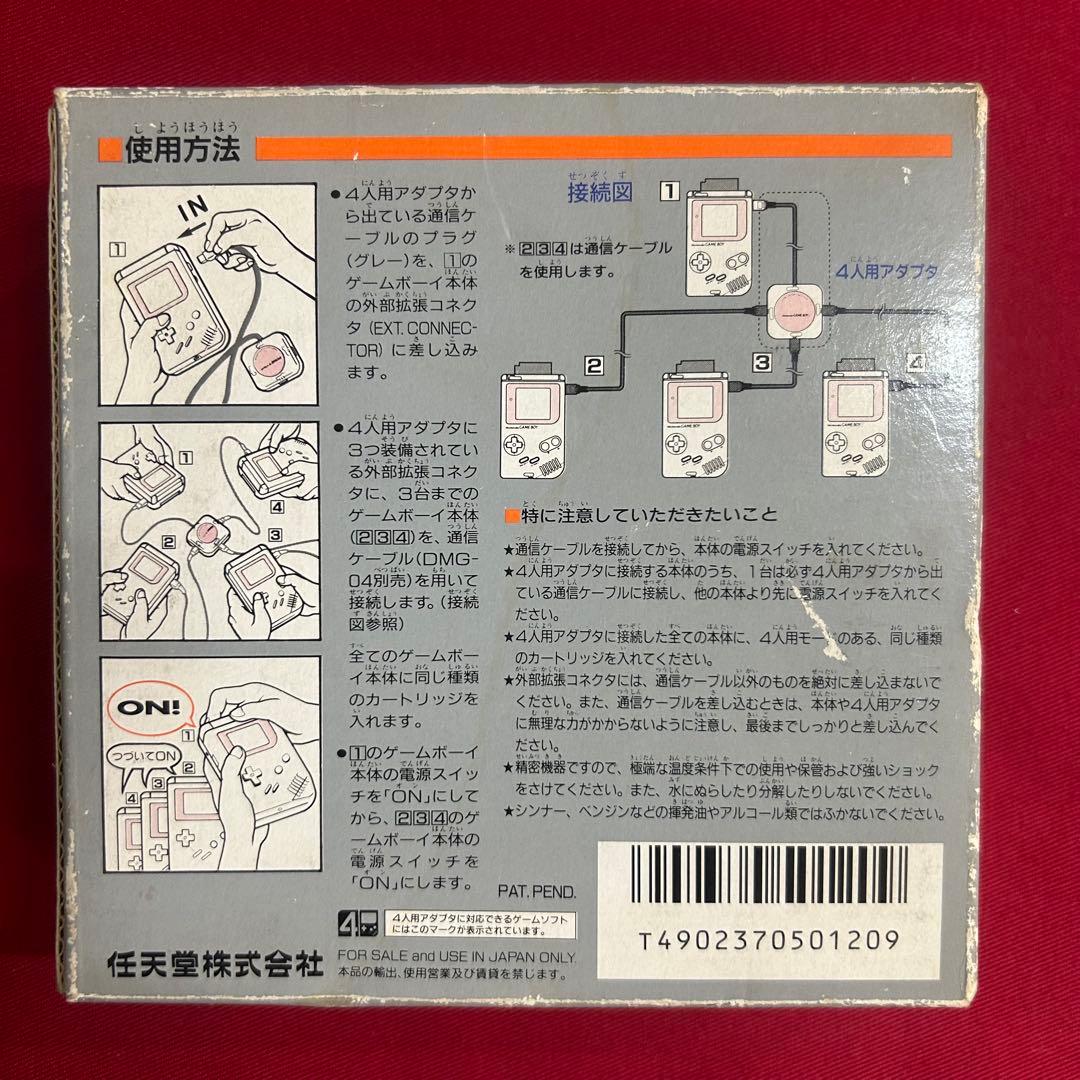 しようほうほう
■使用方法
IN
1
●4人用アダプタか
ら出ている通信ケ
ーブルのプラグ
(グレー)を、1の
ゲームボーイ本体
の外部拡張コネク
タ(EXT. CONNEC-
TOR)に差し込み
ます。
1
4
2
3
●4人用アダプタに
3つ装備されてい
る外部拡張コネク
タに、3台までの
ゲームボーイ本体
(234)を、通信
ケーブル(DMG-
04別売)を用いて
接続します。(接続
図参照)
全てのゲームボー
イ本体に同じ種類
のカートリッジを
入れます。
ON!
つづいてON
1
2
3
4
●1のゲームボーイ
本体の電源スイッ
チを「ON」にして
から、234のゲ
ームボーイ本体の
電源スイッチを
「ON」にします。
せつぞく ず
接続図
※234は通信ケーブル
を使用します。
1
4人用アダプタ
2
3
4
■特に注意していただきたいこと
★通信ケーブルを接続してから、本体の電源スイッチを入れてください。
★4人用アダプタに接続する本体のうち、1台は必ず4人用アダプタから出
ている通信ケーブルに接続し、他の本体より先に電源スイッチを入れてく
ださい。
★4人用アダプタに接続した全ての本体に、4人用モードのある、同じ種類
のカートリッジを入れてください。
★外部拡張コネクタには、通信ケーブル以外のものを絶対に差し込まないで
ください。また、通信ケーブルを差し込むときは、本体や4人用アダプタ
に無理な力がかからないように注意し、最後までしっかりと差し込んでく
ださい。
★精密機器ですので、極端な温度条件下での使用や保管および強いショック
をさけてください。また、水にぬらしたり分解したりしないでください。
★シンナー、ベンジンなどの揮発油やアルコール類ではふかないでください。
PAT. PEND.
4 4人用アダプタに対応できるゲームソフト
にはこのマークが表示されています。
任天堂株式会社
FOR SALE and USE IN JAPAN ONLY.
本品の輸出、使用営業及び賃貸を禁じます。
T4902370501209